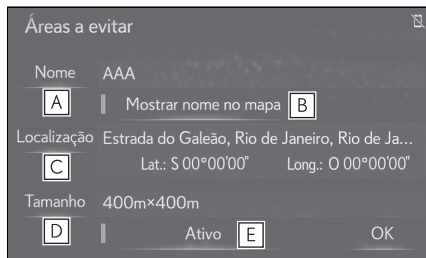 Áreas a evitar
Nome AAA
A Mostrar nome no mapa B
Localização Estrada do Galeão, Rio de Janeiro, Rio de Ja...
C Lat.: S 00°00'00" Long.: O 00°00'00"
Tamanho 400m×400m
D Ativo E OK